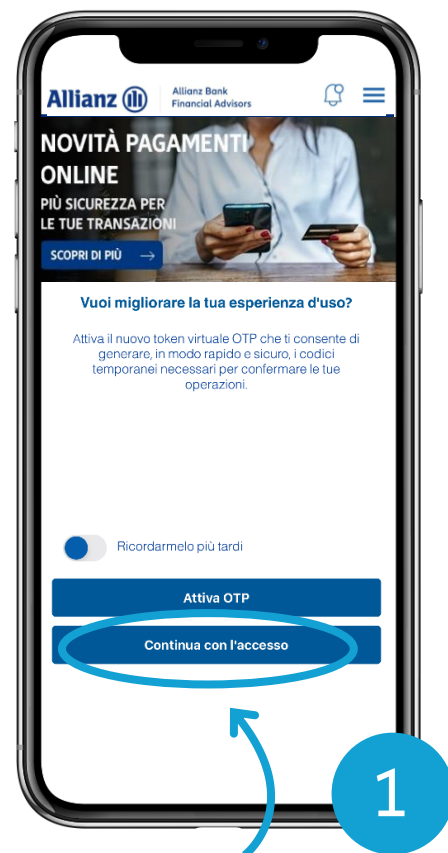 Allianz
Allianz Bank
Financial Advisors
NOVITÀ PAGAMENTI
ONLINE
PIÙ SICUREZZA PER
LE TUE TRANSAZIONI
SCOPRI DI PIÙ →
Vuoi migliorare la tua esperienza d'uso?
Attiva il nuovo token virtuale OTP che ti consente di
generare, in modo rapido e sicuro, i codici
temporanei necessari per confermare le tue
operazioni.
Ricordarmelo più tardi
Attiva OTP
Continua con l'accesso
1